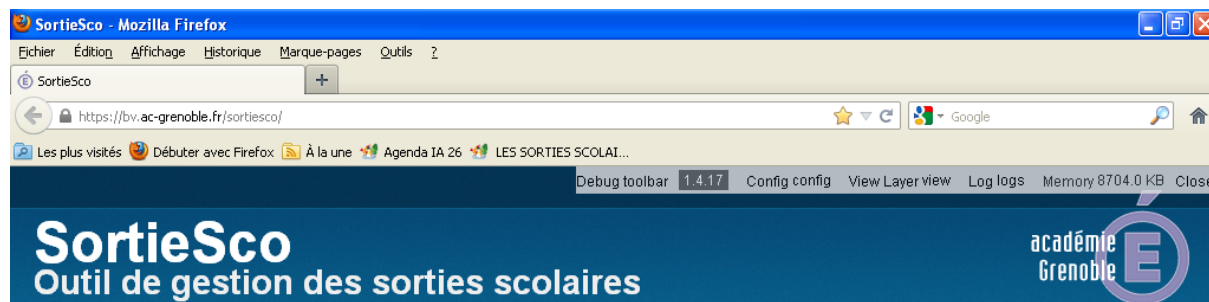 SortieSco - Mozilla Firefox
Fichier Édition Affichage Historique Marque-pages Outils ?
SortieSco
https://bv.ac-grenoble.fr/sortiesco/ Google
Les plus visités Débuter avec Firefox À la une Agenda IA 26 LES SORTIES SCOLAI...
Debug toolbar 1.4.17 Config config View Layer view Log logs Memory 8704.0 KB Close
SortieSco
Outil de gestion des sorties scolaires
académie
Grenoble
É